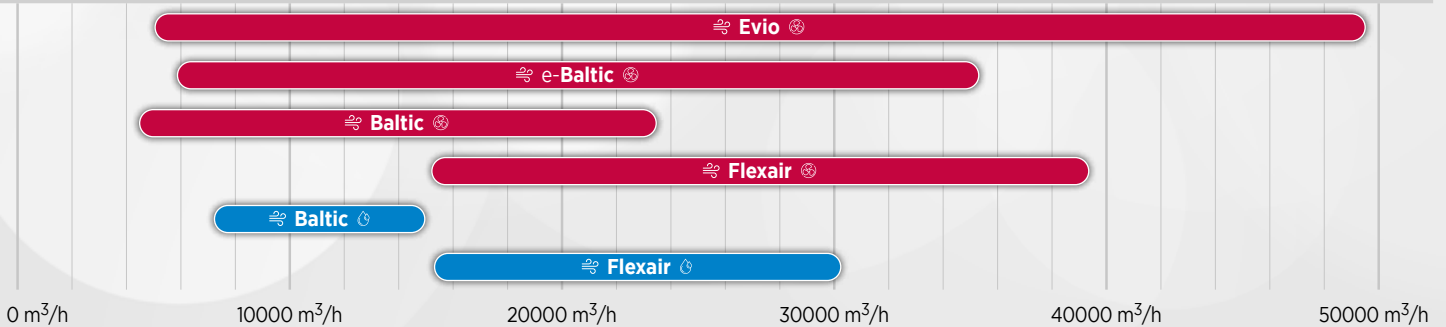 Evio
e-Baltic
Baltic
Flexair
Baltic
Flexair
0 m³/h 10000 m³/h 20000 m³/h 30000 m³/h 40000 m³/h 50000 m³/h